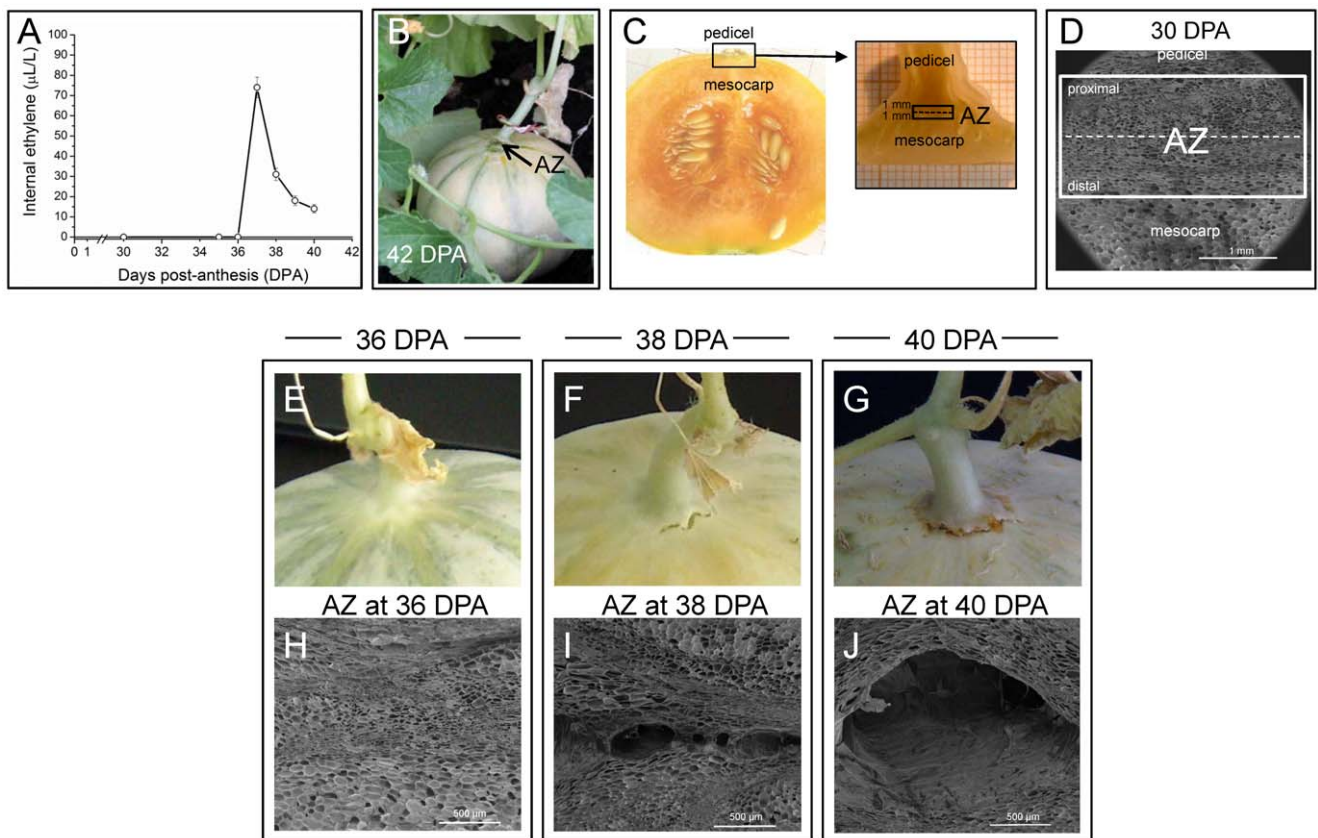 A
100
90
80
70
60
50
40
30
20
10
0
Internal ethylene (µL/L)
0 1 30 32 34 36 38 40 42
Days post-anthesis (DPA)
B
AZ
42 DPA
C
pedicel
mesocarp
pedicel
1 mm
1 mm
AZ
mesocarp
D
30 DPA
pedicel
proximal
AZ
distal
mesocarp
1 mm
36 DPA
38 DPA
40 DPA
E
F
G
AZ at 36 DPA
AZ at 38 DPA
AZ at 40 DPA
H
500 µm
I
500 µm
J
500 µm